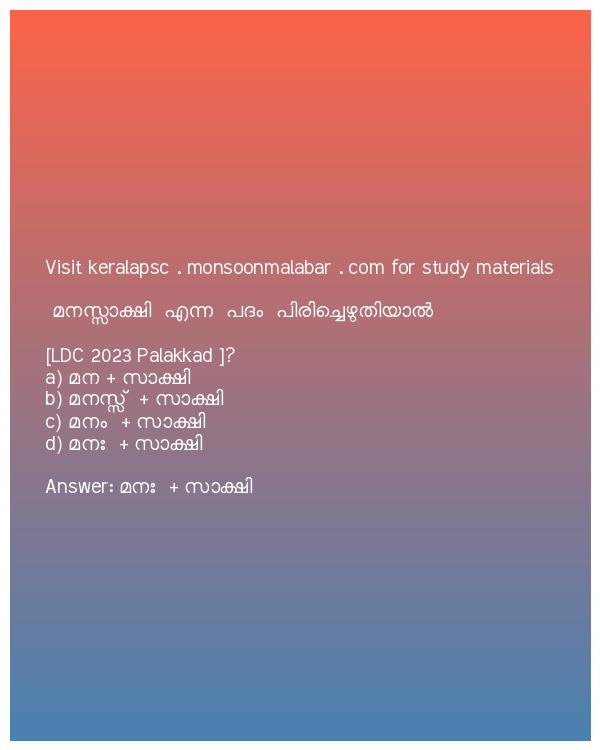 Visit keralapsc . monsoonmalabar . com for study materials
മനസ്സാക്ഷി എന്ന പദം പിരിച്ചെഴുതിയാൽ
[LDC 2023 Palakkad ]?
a) മന + സാക്ഷി
b) മനസ്സ് + സാക്ഷി
c) മനം + സാക്ഷി
d) മനഃ + സാക്ഷി
Answer: മനഃ + സാക്ഷി